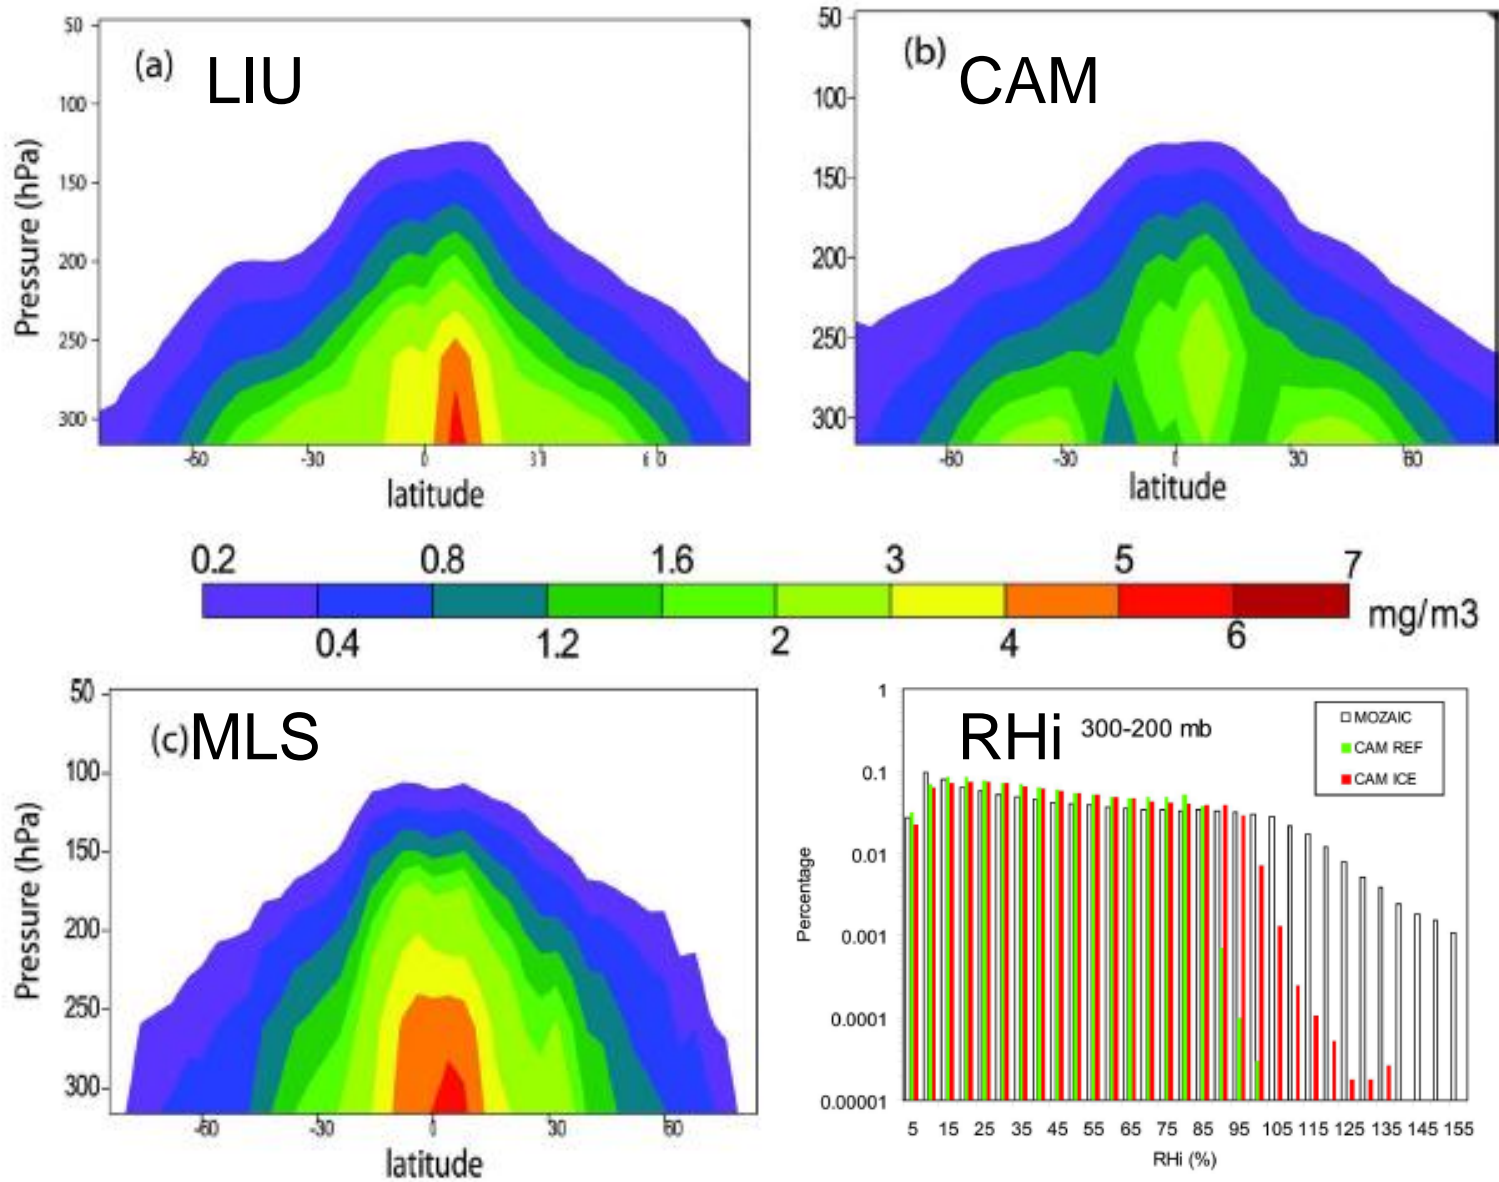 (a) LIU
50
100
150
200
250
300
Pressure (hPa)
-60 -30 0 60
latitude
(b) CAM
50
100
150
200
250
300
-60 -30 0 30 60
latitude
0.2 0.8 1.6 3 5 7
0.4 1.2 2 4 6
mg/m3
(c) MLS
50
100
150
200
250
300
Pressure (hPa)
-60 -30 0 30 60
latitude
RHi 300-200 mb
MOZAIC
CAM REF
CAM ICE
1
0.1
0.01
0.001
0.0001
0.00001
Percentage
5 15 25 35 45 55 65 75 85 95 105 115 125 135 145 155
RHi (%)